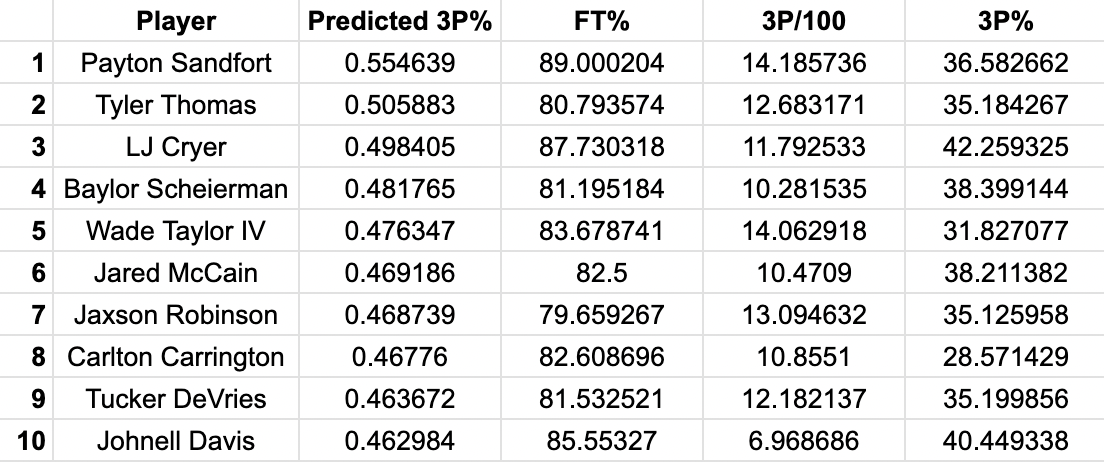 Player Predicted 3P% FT% 3P/100 3P%
1 Payton Sandfort 0.554639 89.000204 14.185736 36.582662
2 Tyler Thomas 0.505883 80.793574 12.683171 35.184267
3 LJ Cryer 0.498405 87.730318 11.792533 42.259325
4 Baylor Scheierman 0.481765 81.195184 10.281535 38.399144
5 Wade Taylor IV 0.476347 83.678741 14.062918 31.827077
6 Jared McCain 0.469186 82.5 10.4709 38.211382
7 Jaxson Robinson 0.468739 79.659267 13.094632 35.125958
8 Carlton Carrington 0.46776 82.608696 10.8551 28.571429
9 Tucker DeVries 0.463672 81.532521 12.182137 35.199856
10 Johnell Davis 0.462984 85.55327 6.968686 40.449338